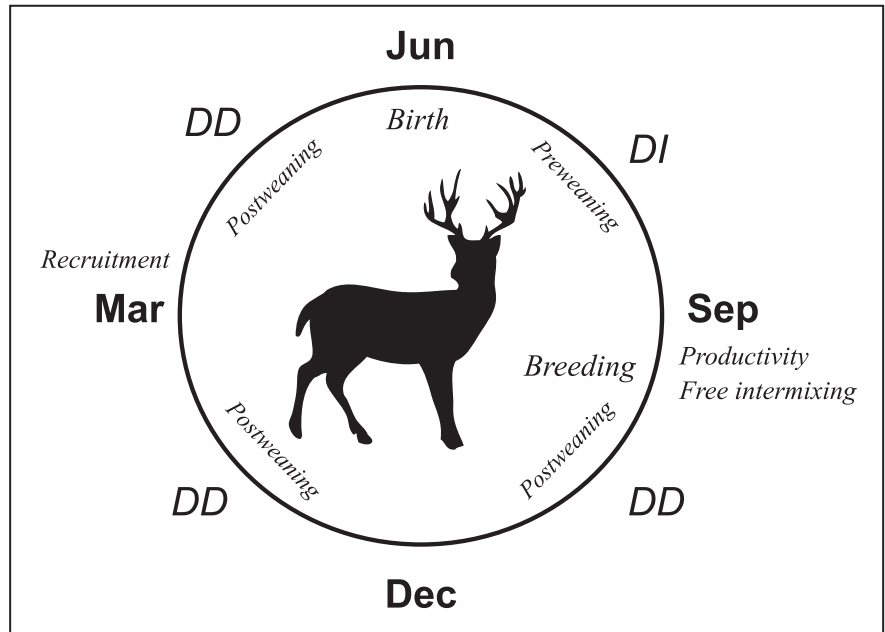 Jun
DD
Birth
DI
Postweaning
Preweaning
Recruitment
Mar
Sep
Productivity
Breeding
Free intermixing
Postweaning
Postweaning
DD
DD
Dec